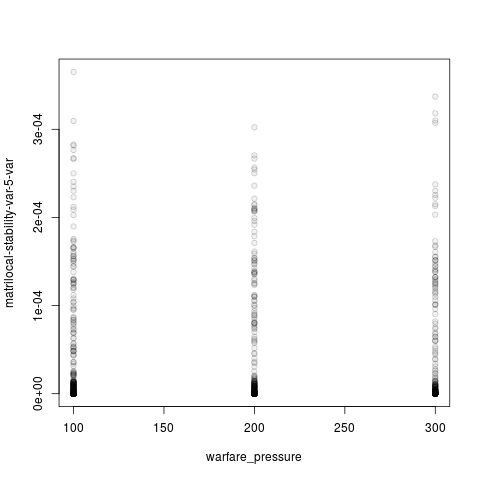 matrilocal-stability-var-5-var
3e-04
2e-04
1e-04
0e+00
100 150 200 250 300
warfare_pressure